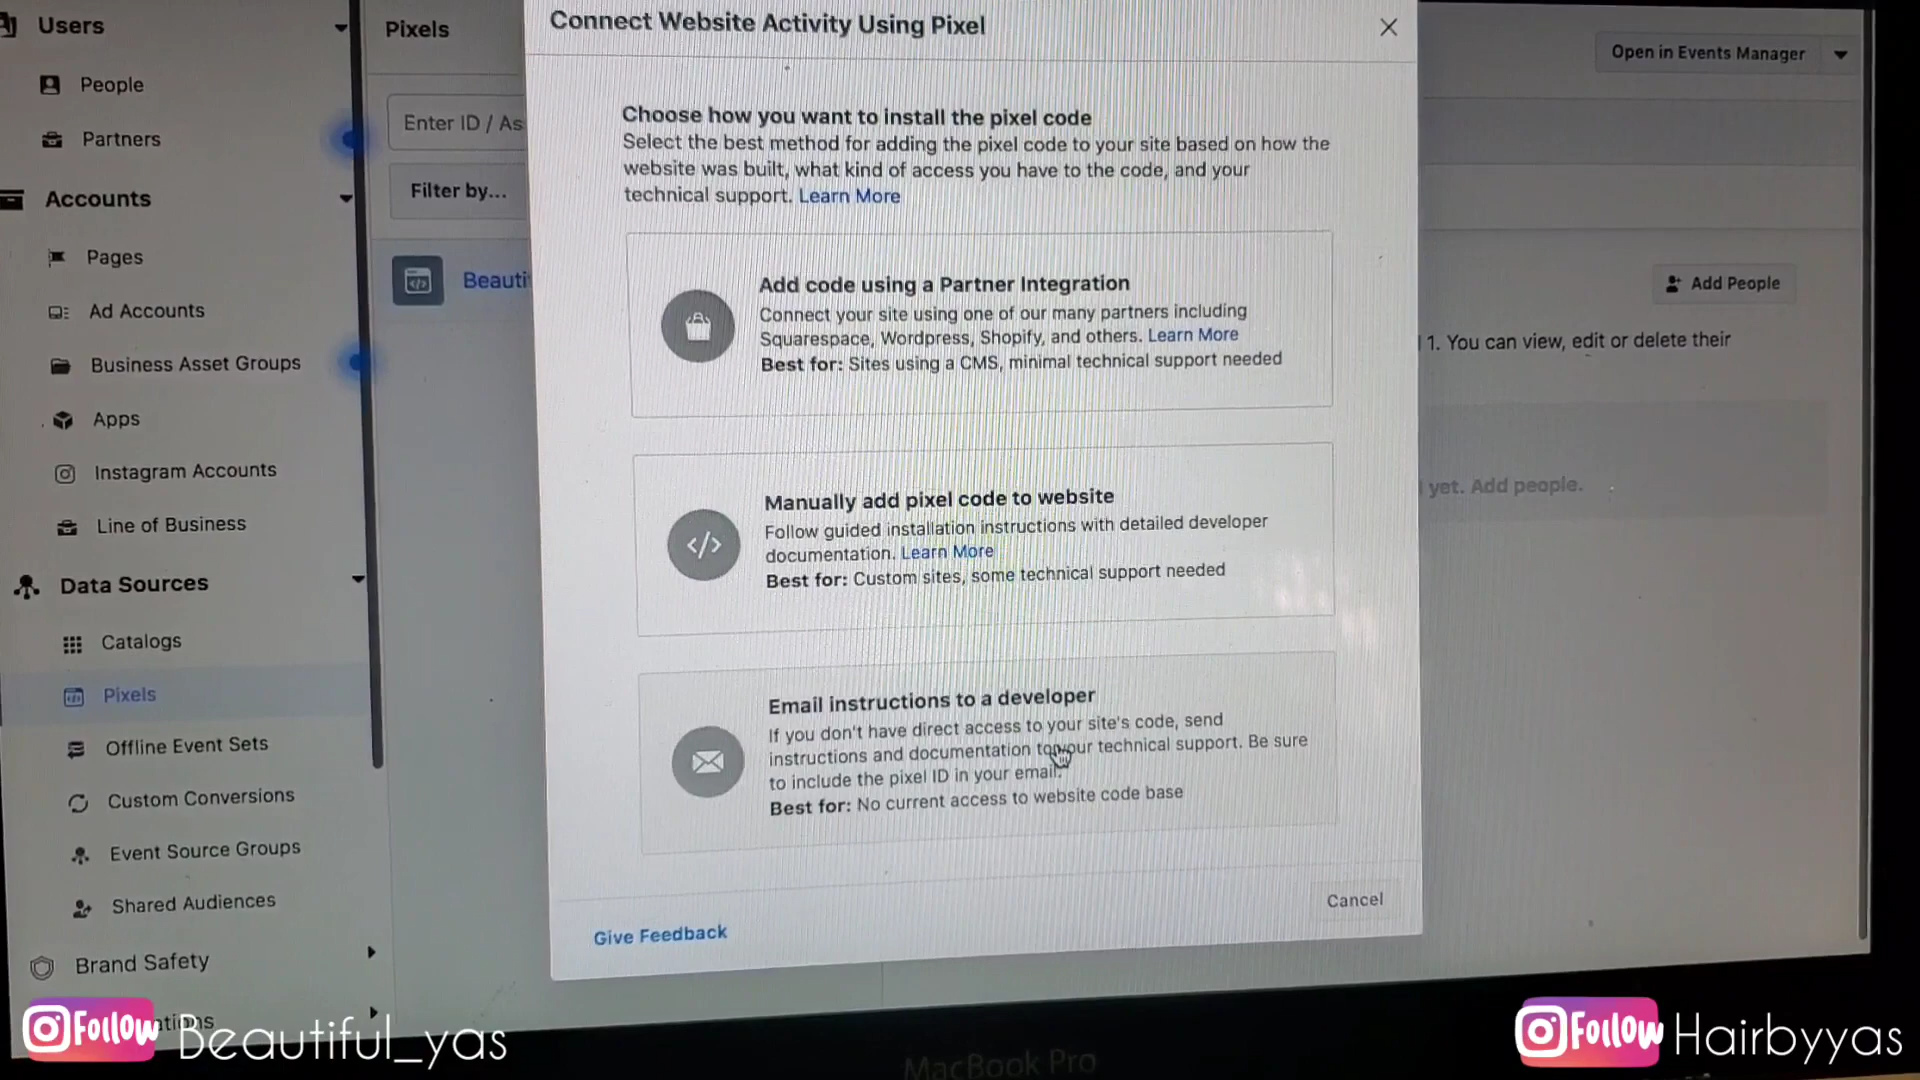 Users
People
Partners
Accounts
Pages
Ad Accounts
Business Asset Groups
Apps
Instagram Accounts
Line of Business
Data Sources
Catalogs
Pixels
Offline Event Sets
Custom Conversions
Event Source Groups
Shared Audiences
Brand Safety
Pixels
Enter ID / As
Filter by...
Beauti
Connect Website Activity Using Pixel
Choose how you want to install the pixel code
Select the best method for adding the pixel code to your site based on how the
website was built, what kind of access you have to the code, and your
technical support. Learn More
Add code using a Partner Integration
Connect your site using one of our many partners including
Squarespace, Wordpress, Shopify, and others. Learn More
Best for: Sites using a CMS, minimal technical support needed
Manually add pixel code to website
Follow guided installation instructions with detailed developer
documentation. Learn More
Best for: Custom sites, some technical support needed
Email instructions to a developer
If you don't have direct access to your site's code, send
instructions and documentation to your technical support. Be sure
to include the pixel ID in your email.
Best for: No current access to website code base
Give Feedback
Cancel
Open in Events Manager
Add People
1. You can view, edit or delete their
yet. Add people.
Follow Beautiful_yas
MacBook Pro
Follow Hairbyyas